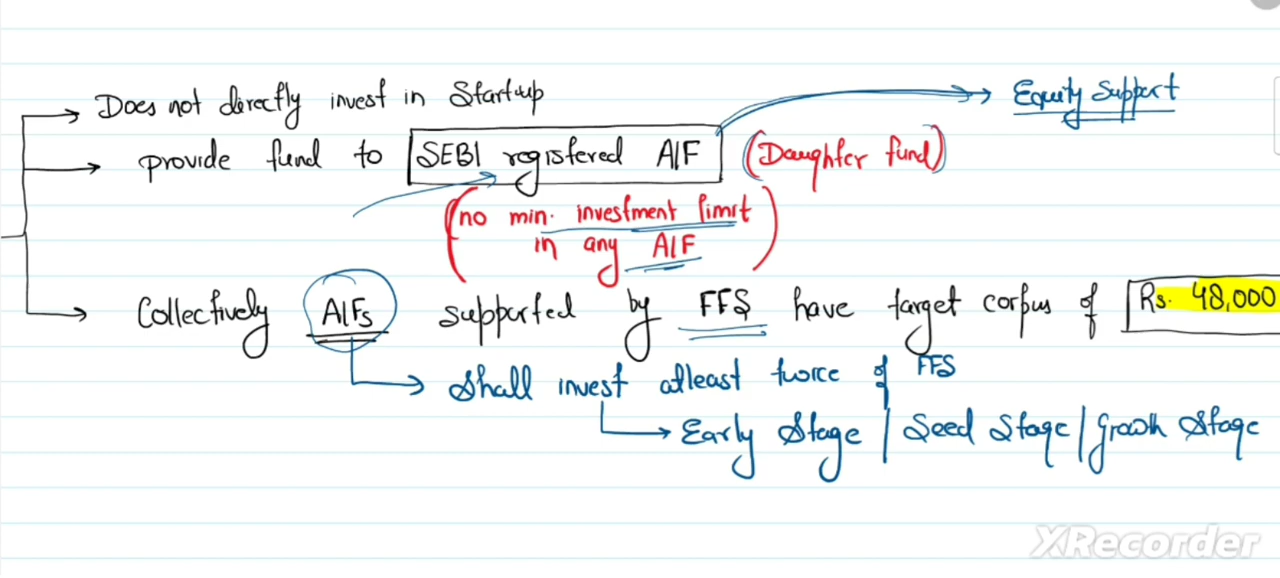 Does not directly invest in Startup
Equity Support
provide fund to SEBI registered AIF (Daughter fund)
(no min. investment limit
in any AIF)
Collectively AIFs supported by FFS have target corpus of Rs. 48,000
Shall invest atleast twice of FFS
Early Stage / Seed Stage / Growth Stage
XRecorder